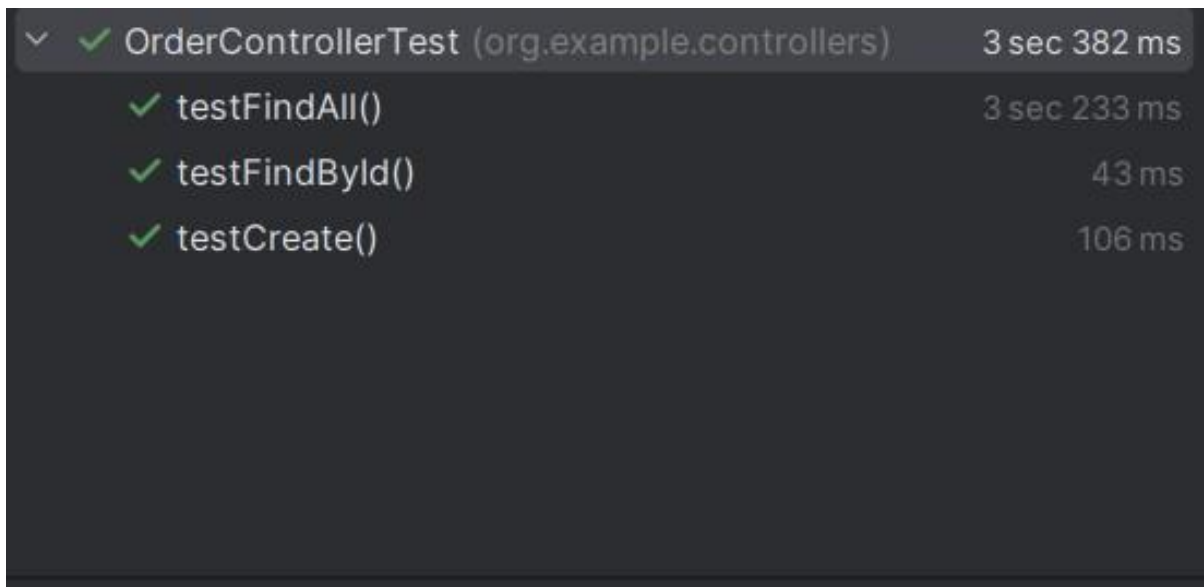 OrderControllerTest (org.example.controllers) 3 sec 382 ms
testFindAll() 3 sec 233 ms
testFindById() 43 ms
testCreate() 106 ms